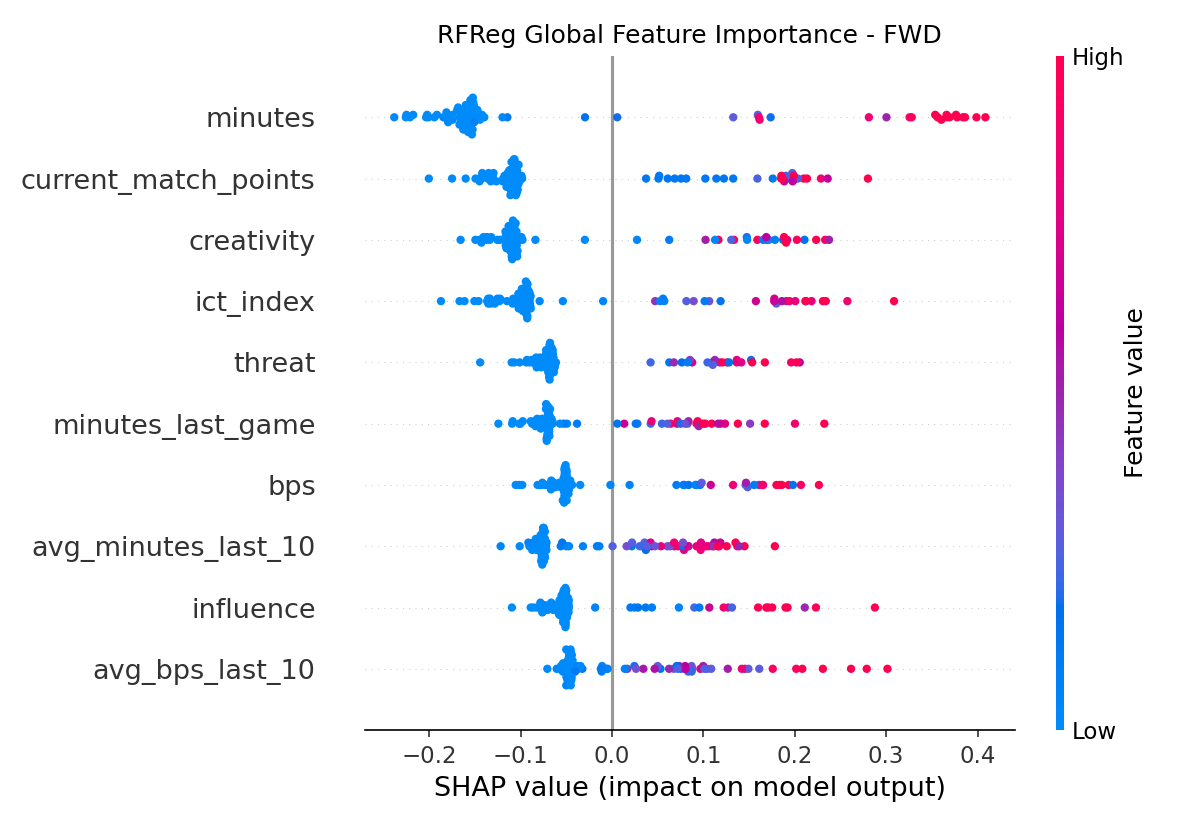 RFReg Global Feature Importance - FWD
High
minutes
current_match_points
creativity
ict_index
threat
minutes_last_game
bps
avg_minutes_last_10
influence
avg_bps_last_10
Feature value
Low
−0.2 −0.1 0.0 0.1 0.2 0.3 0.4
SHAP value (impact on model output)